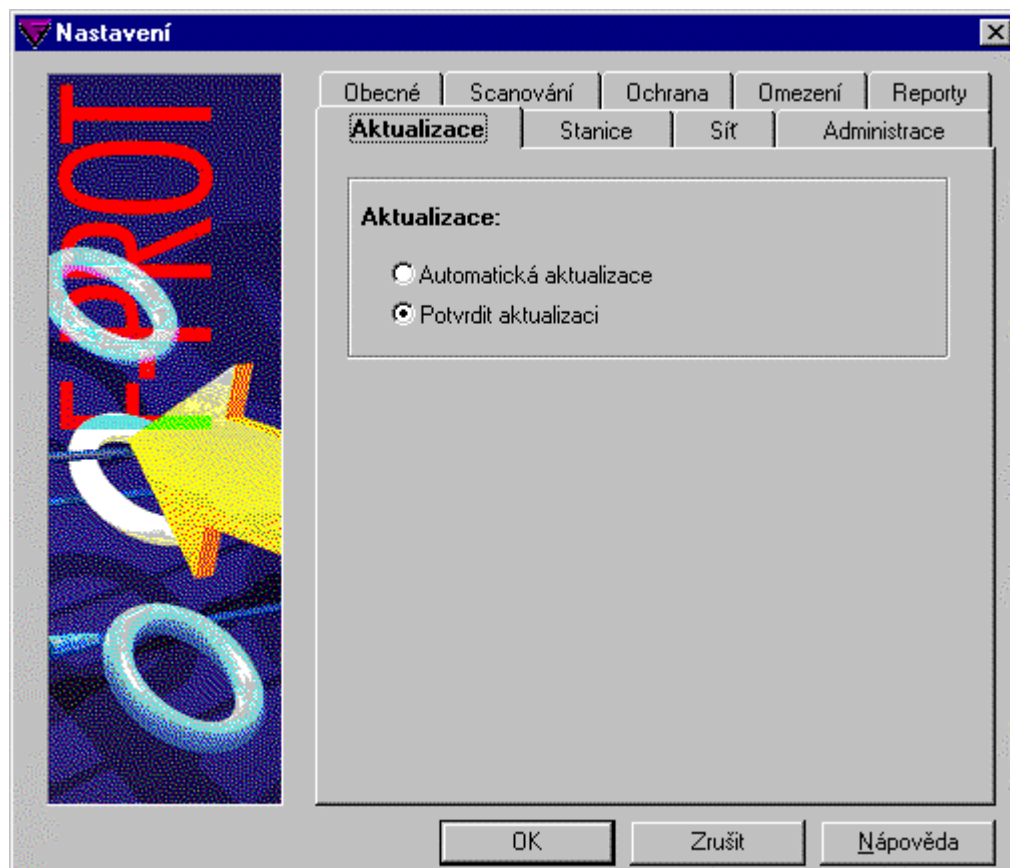 Nastavení
F-PROT
Obecné Scanování Ochrana Omezení Reporty
Aktualizace Stanice Síť Administrace
Aktualizace:
Automatická aktualizace
Potvrdit aktualizaci
OK Zrušit Nápověda